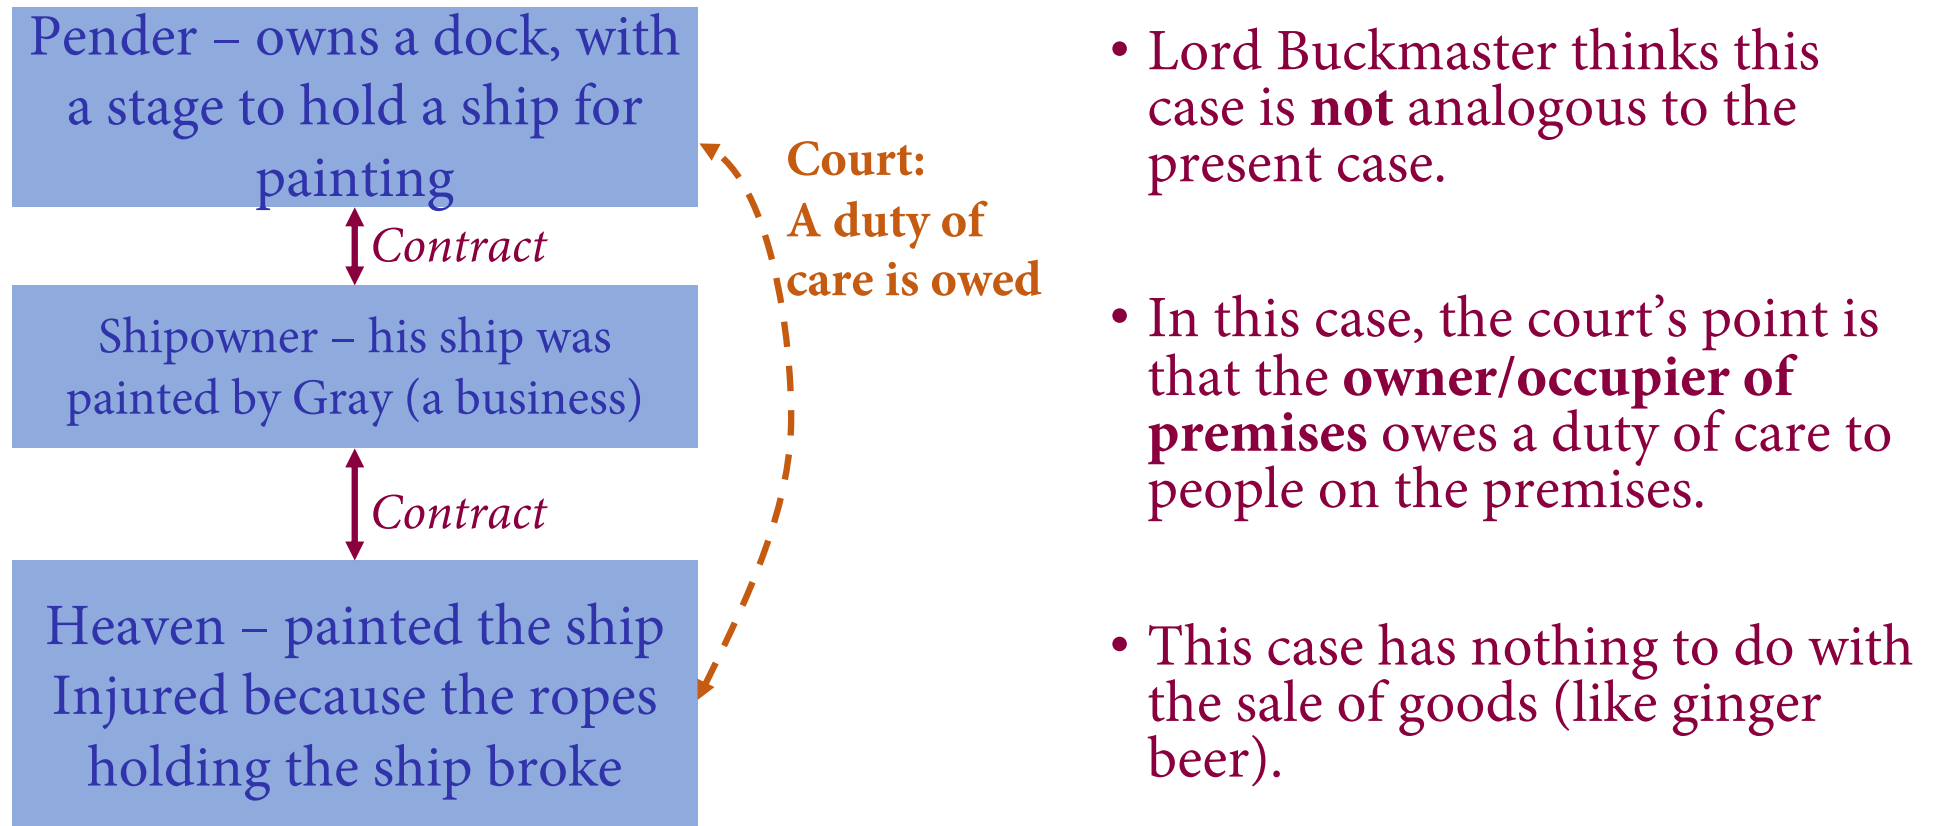 Pender – owns a dock, with
a stage to hold a ship for
painting
Contract
Shipowner – his ship was
painted by Gray (a business)
Contract
Heaven – painted the ship
Injured because the ropes
holding the ship broke
Court:
A duty of
care is owed
• Lord Buckmaster thinks this
case is not analogous to the
present case.
• In this case, the court’s point is
that the owner/occupier of
premises owes a duty of care to
people on the premises.
• This case has nothing to do with
the sale of goods (like ginger
beer).